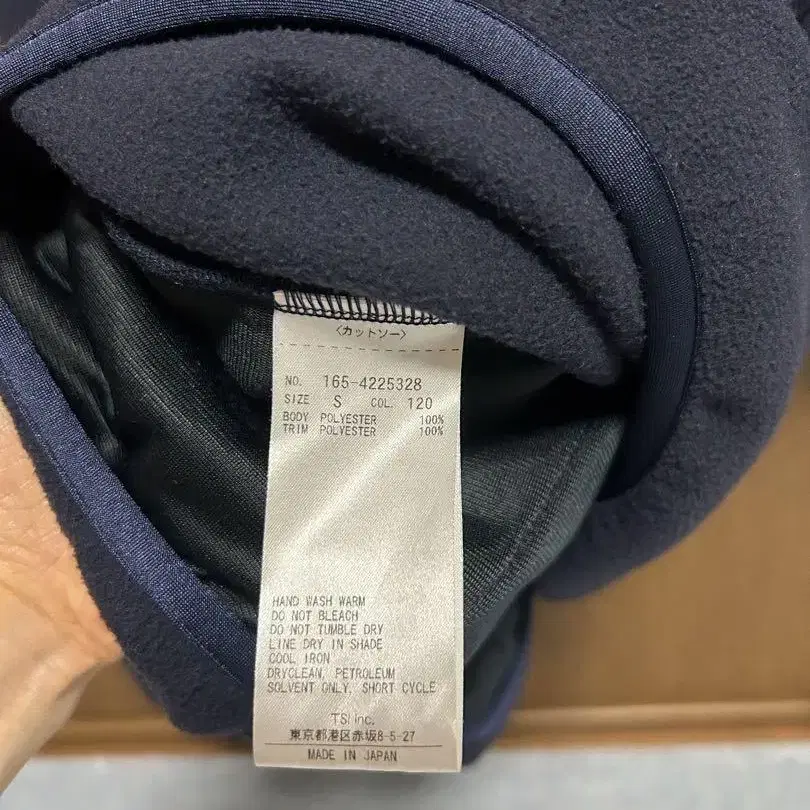 〈カットソー〉
NO. 165-4225328
SIZE S COL. 120
BODY POLYESTER 100%
TRIM POLYESTER 100%
HAND WASH WARM
DO NOT BLEACH
DO NOT TUMBLE DRY
LINE DRY IN SHADE
COOL IRON
DRYCLEAN, PETROLEUM
SOLVENT ONLY, SHORT CYCLE
TSI Inc.
東京都港区赤坂8-5-27
MADE IN JAPAN